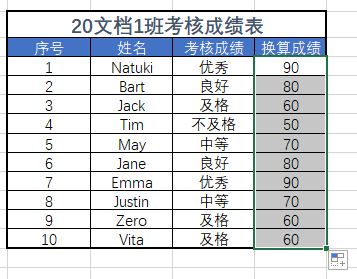 20文档1班考核成绩表
序号 姓名 考核成绩 换算成绩
1 Natuki 优秀 90
2 Bart 良好 80
3 Jack 及格 60
4 Tim 不及格 50
5 May 中等 70
6 Jane 良好 80
7 Emma 优秀 90
8 Justin 中等 70
9 Zero 及格 60
10 Vita 及格 60